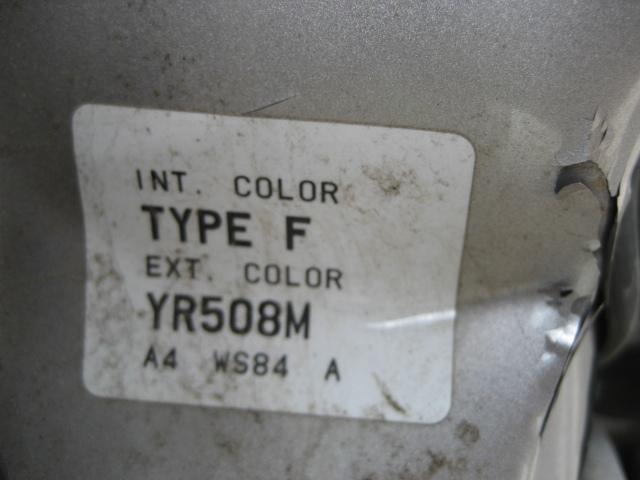 INT. COLOR
TYPE F
EXT. COLOR
YR508M
A4 WS84 A